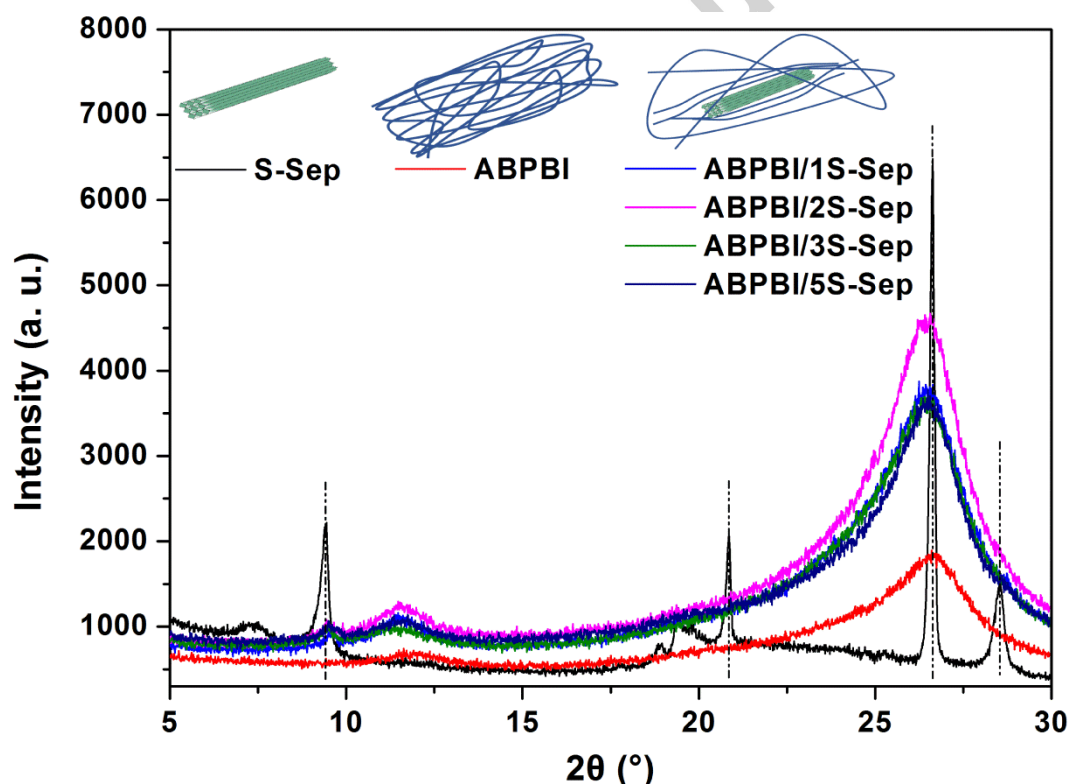 8000
7000
6000
5000
4000
3000
2000
1000
Intensity (a. u.)
S-Sep
ABPBI
ABPBI/1S-Sep
ABPBI/2S-Sep
ABPBI/3S-Sep
ABPBI/5S-Sep
5 10 15 20 25 30
2θ (°)